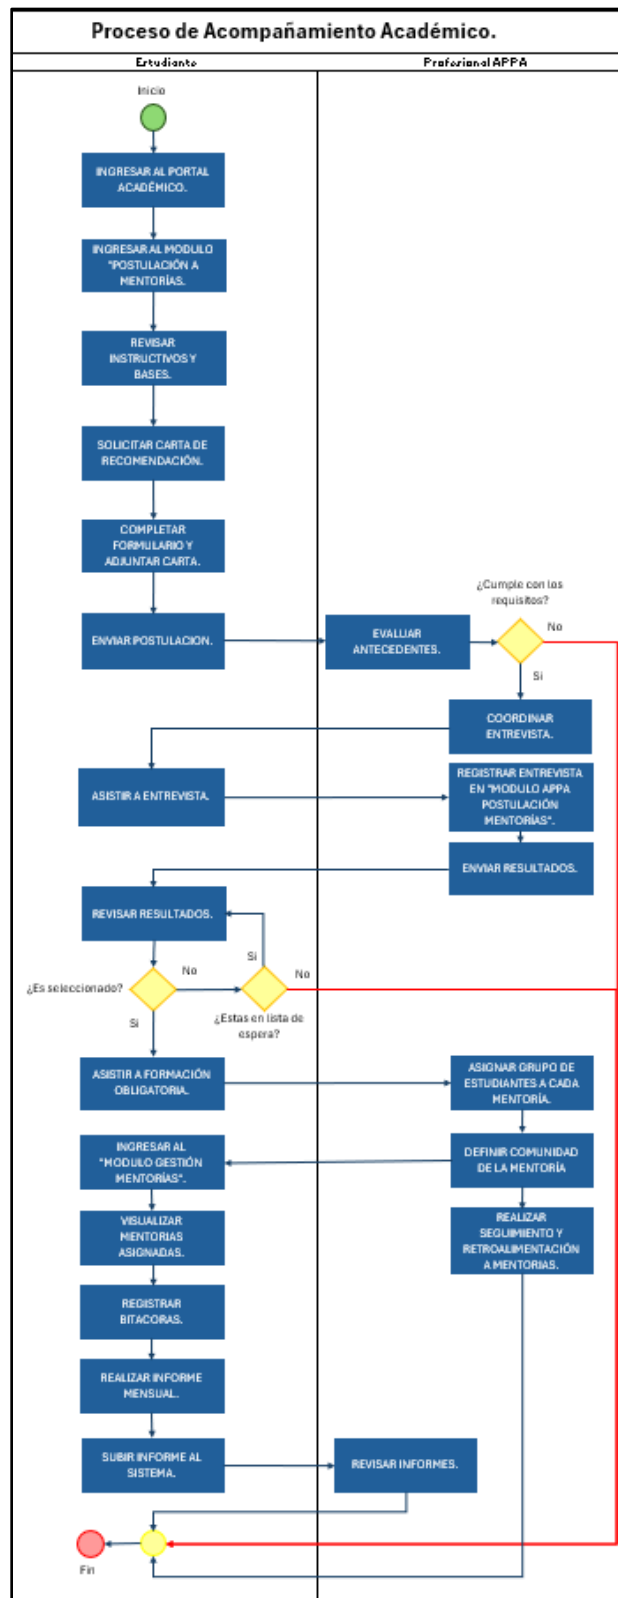 Proceso de Acompañamiento Académico.
Estudiante
Profesional APPA
Inicio
INGRESAR AL PORTAL
ACADÉMICO.
INGRESAR AL MODULO
"POSTULACIÓN A
MENTORÍAS.
REVISAR
INSTRUCTIVOS Y
BASES.
SOLICITAR CARTA DE
RECOMENDACIÓN.
COMPLETAR
FORMULARIO Y
ADJUNTAR CARTA.
ENVIAR POSTULACION.
EVALUAR
ANTECEDENTES.
¿Cumple con los
requisitos?
No
Si
COORDINAR
ENTREVISTA.
ASISTIR A ENTREVISTA.
REGISTRAR ENTREVISTA
EN "MODULO APPA
POSTULACIÓN
MENTORÍAS".
ENVIAR RESULTADOS.
REVISAR RESULTADOS.
¿Es seleccionado?
No
Si
Si
No
¿Estas en lista de
espera?
ASISTIR A FORMACIÓN
OBLIGATORIA.
ASIGNAR GRUPO DE
ESTUDIANTES A CADA
MENTORÍA.
DEFINIR COMUNIDAD
DE LA MENTORÍA
INGRESAR AL
"MODULO GESTIÓN
MENTORÍAS".
REALIZAR
SEGUIMIENTO Y
RETROALIMENTACIÓN
A MENTORIAS.
VISUALIZAR
MENTORIAS
ASIGNADAS.
REGISTRAR
BITACORAS.
REALIZAR INFORME
MENSUAL.
SUBIR INFORME AL
SISTEMA.
REVISAR INFORMES.
Fin